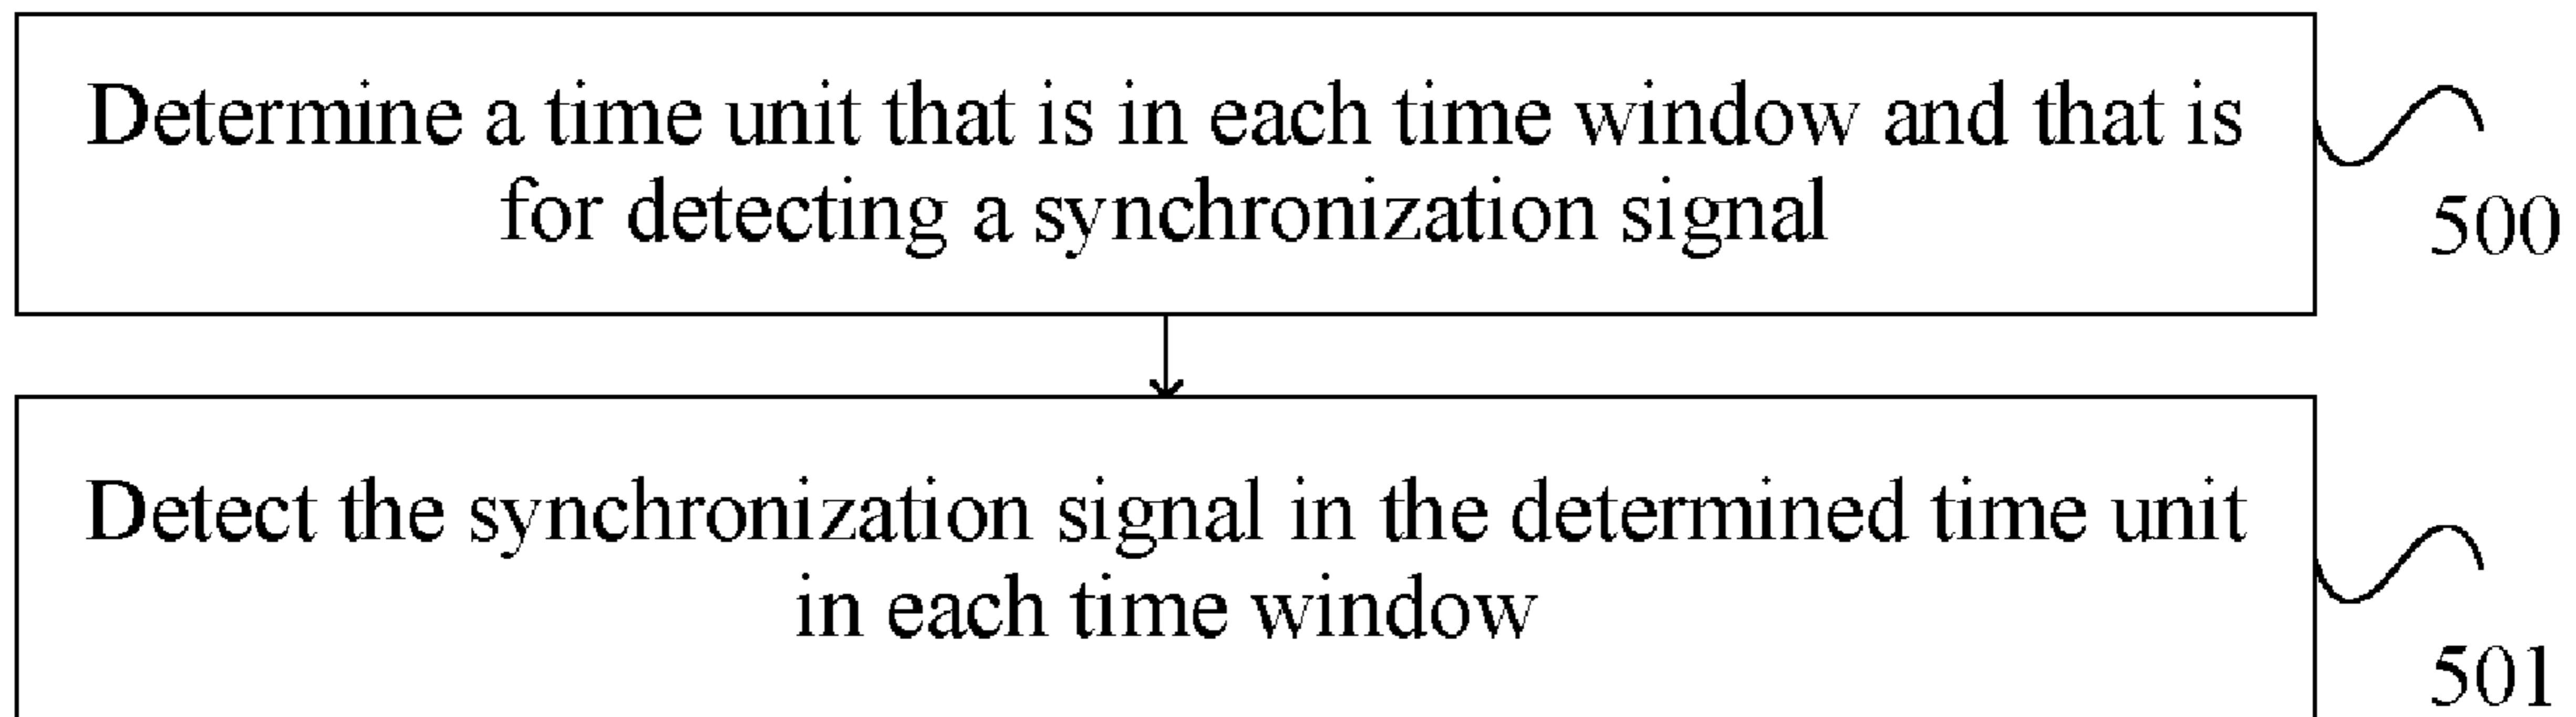 Determine a time unit that is in each time window and that is
for detecting a synchronization signal
500
Detect the synchronization signal in the determined time unit
in each time window
501